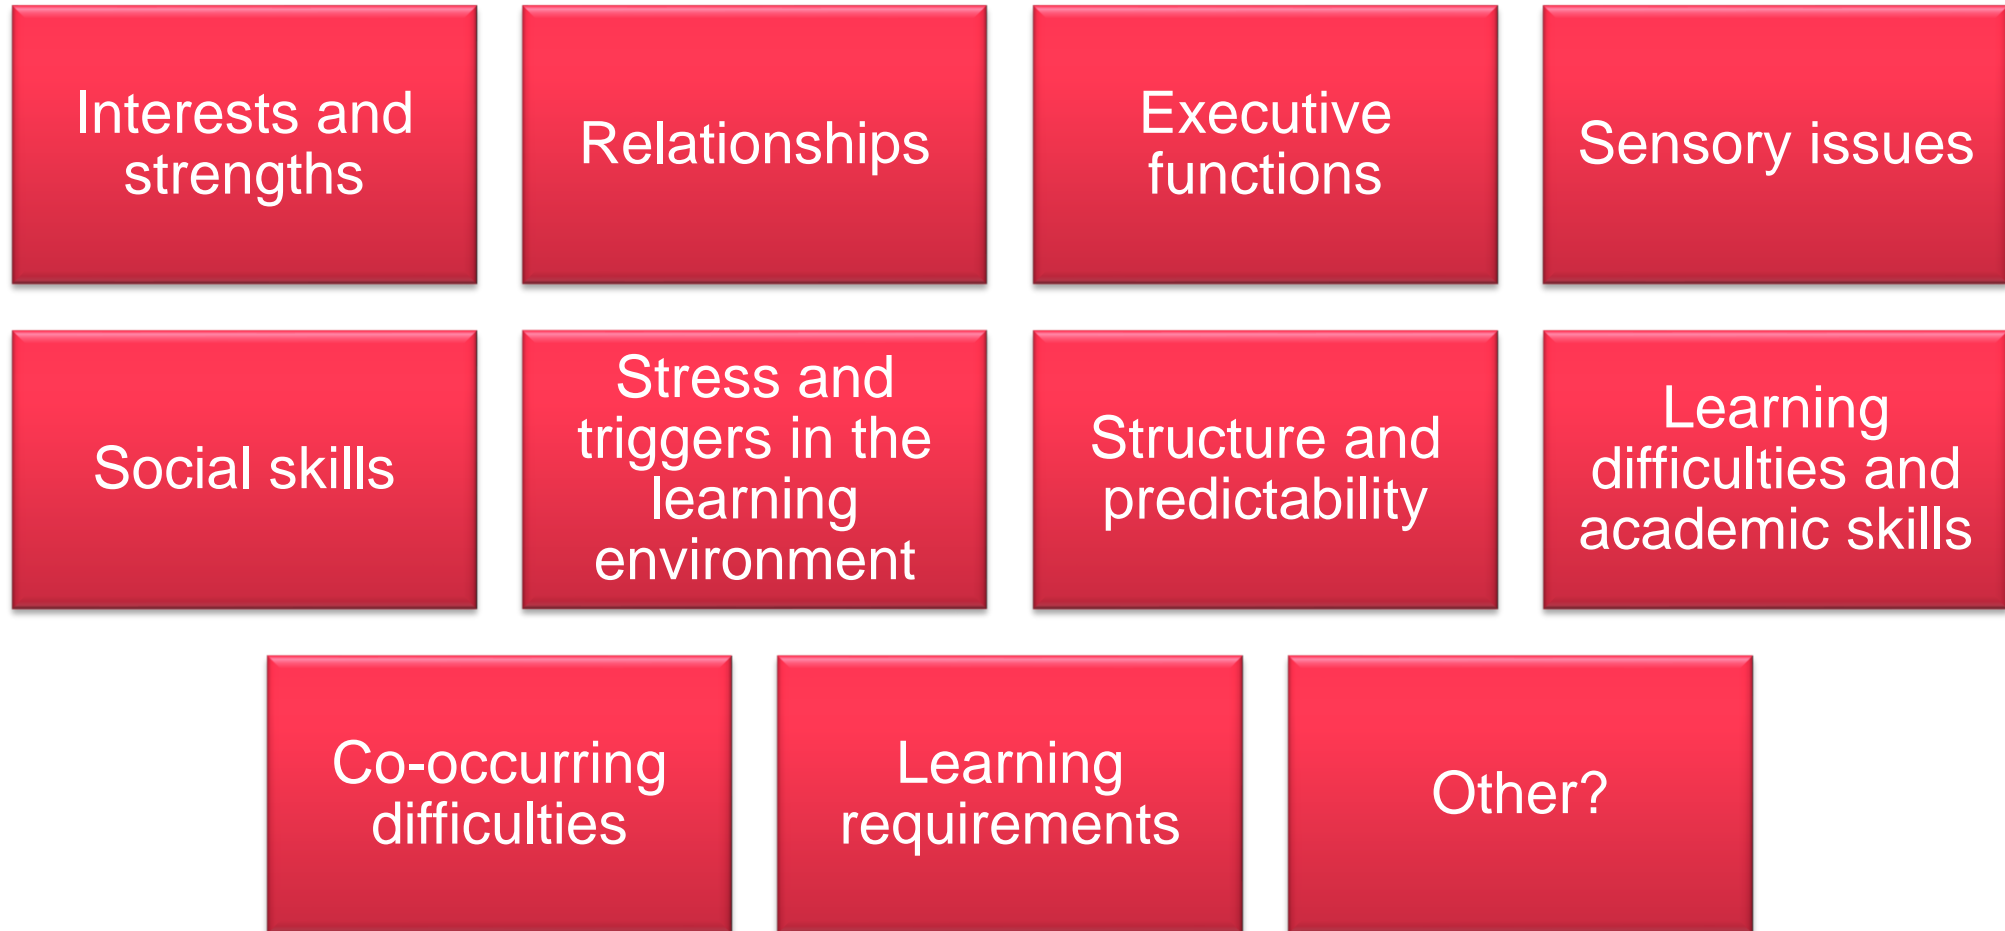 Interests and
strengths
Relationships
Executive
functions
Sensory issues
Social skills
Stress and
triggers in the
learning
environment
Structure and
predictability
Learning
difficulties and
academic skills
Co-occurring
difficulties
Learning
requirements
Other?